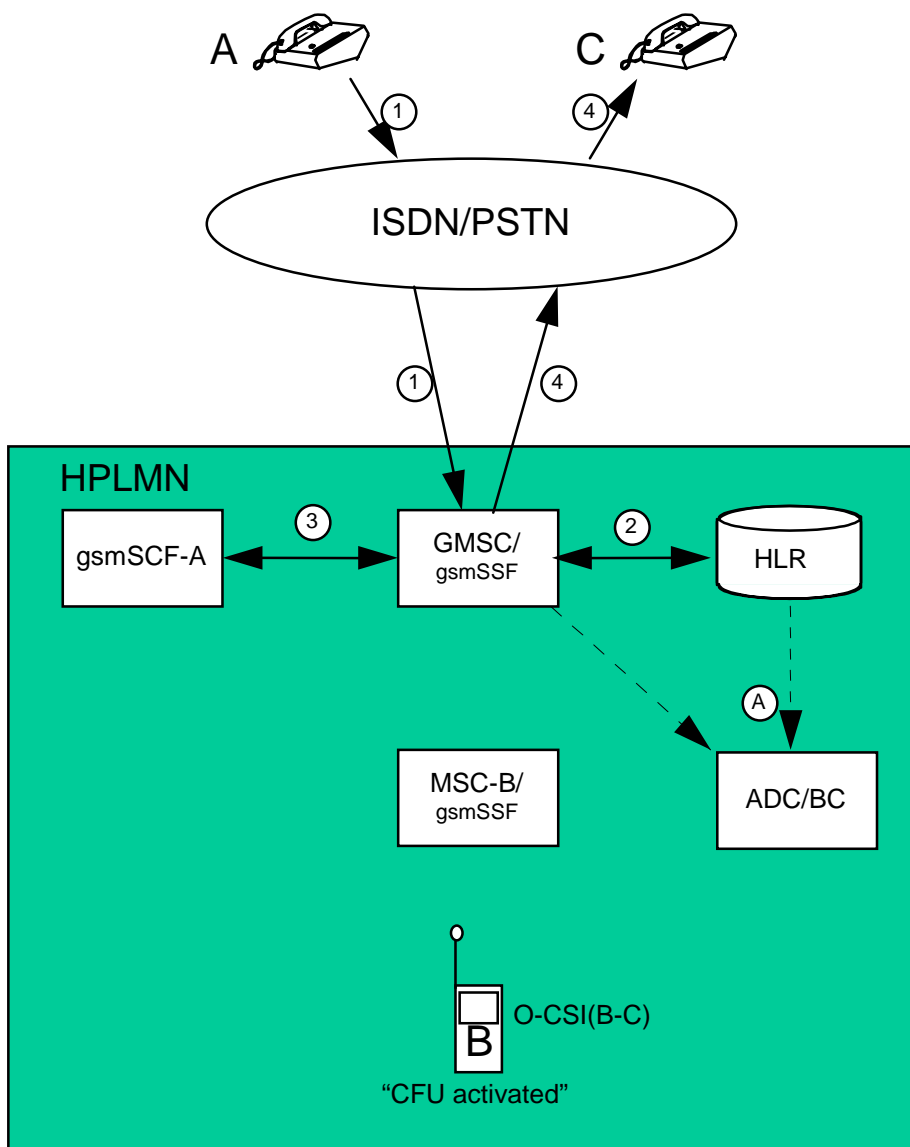 A
C
1
4
ISDN/PSTN
1
4
HPLMN
gsmSCF-A
3
GMSC/
gsmSSF
2
HLR
A
MSC-B/
gsmSSF
ADC/BC
O-CSI(B-C)
B
“CFU activated”